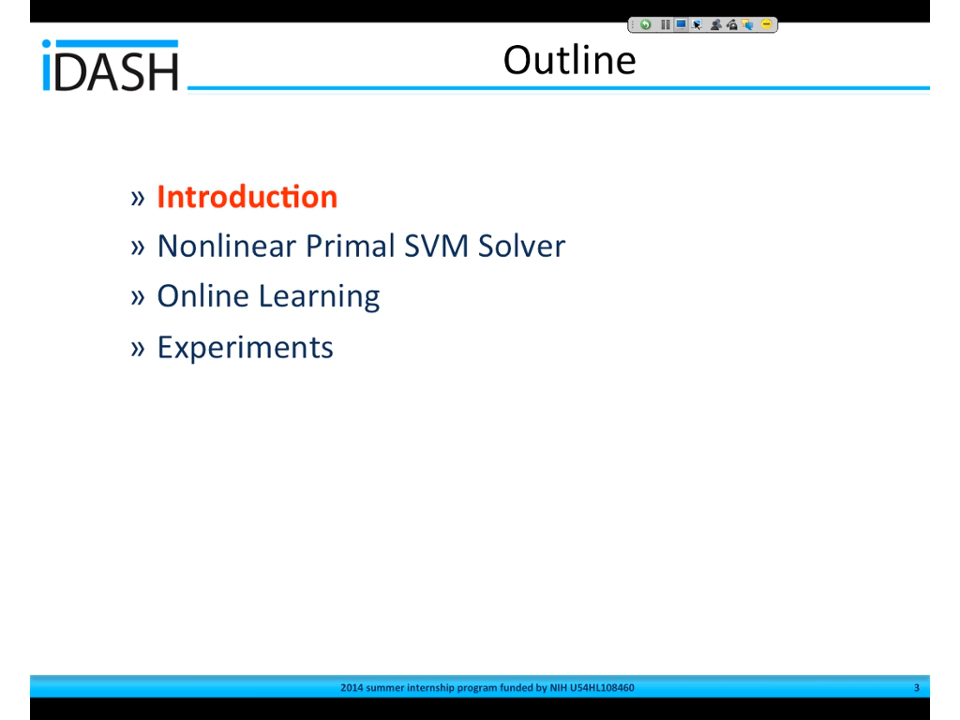 iDASH
Outline
» Introduction
» Nonlinear Primal SVM Solver
» Online Learning
» Experiments
2014 summer internship program funded by NIH U54HL108460
3